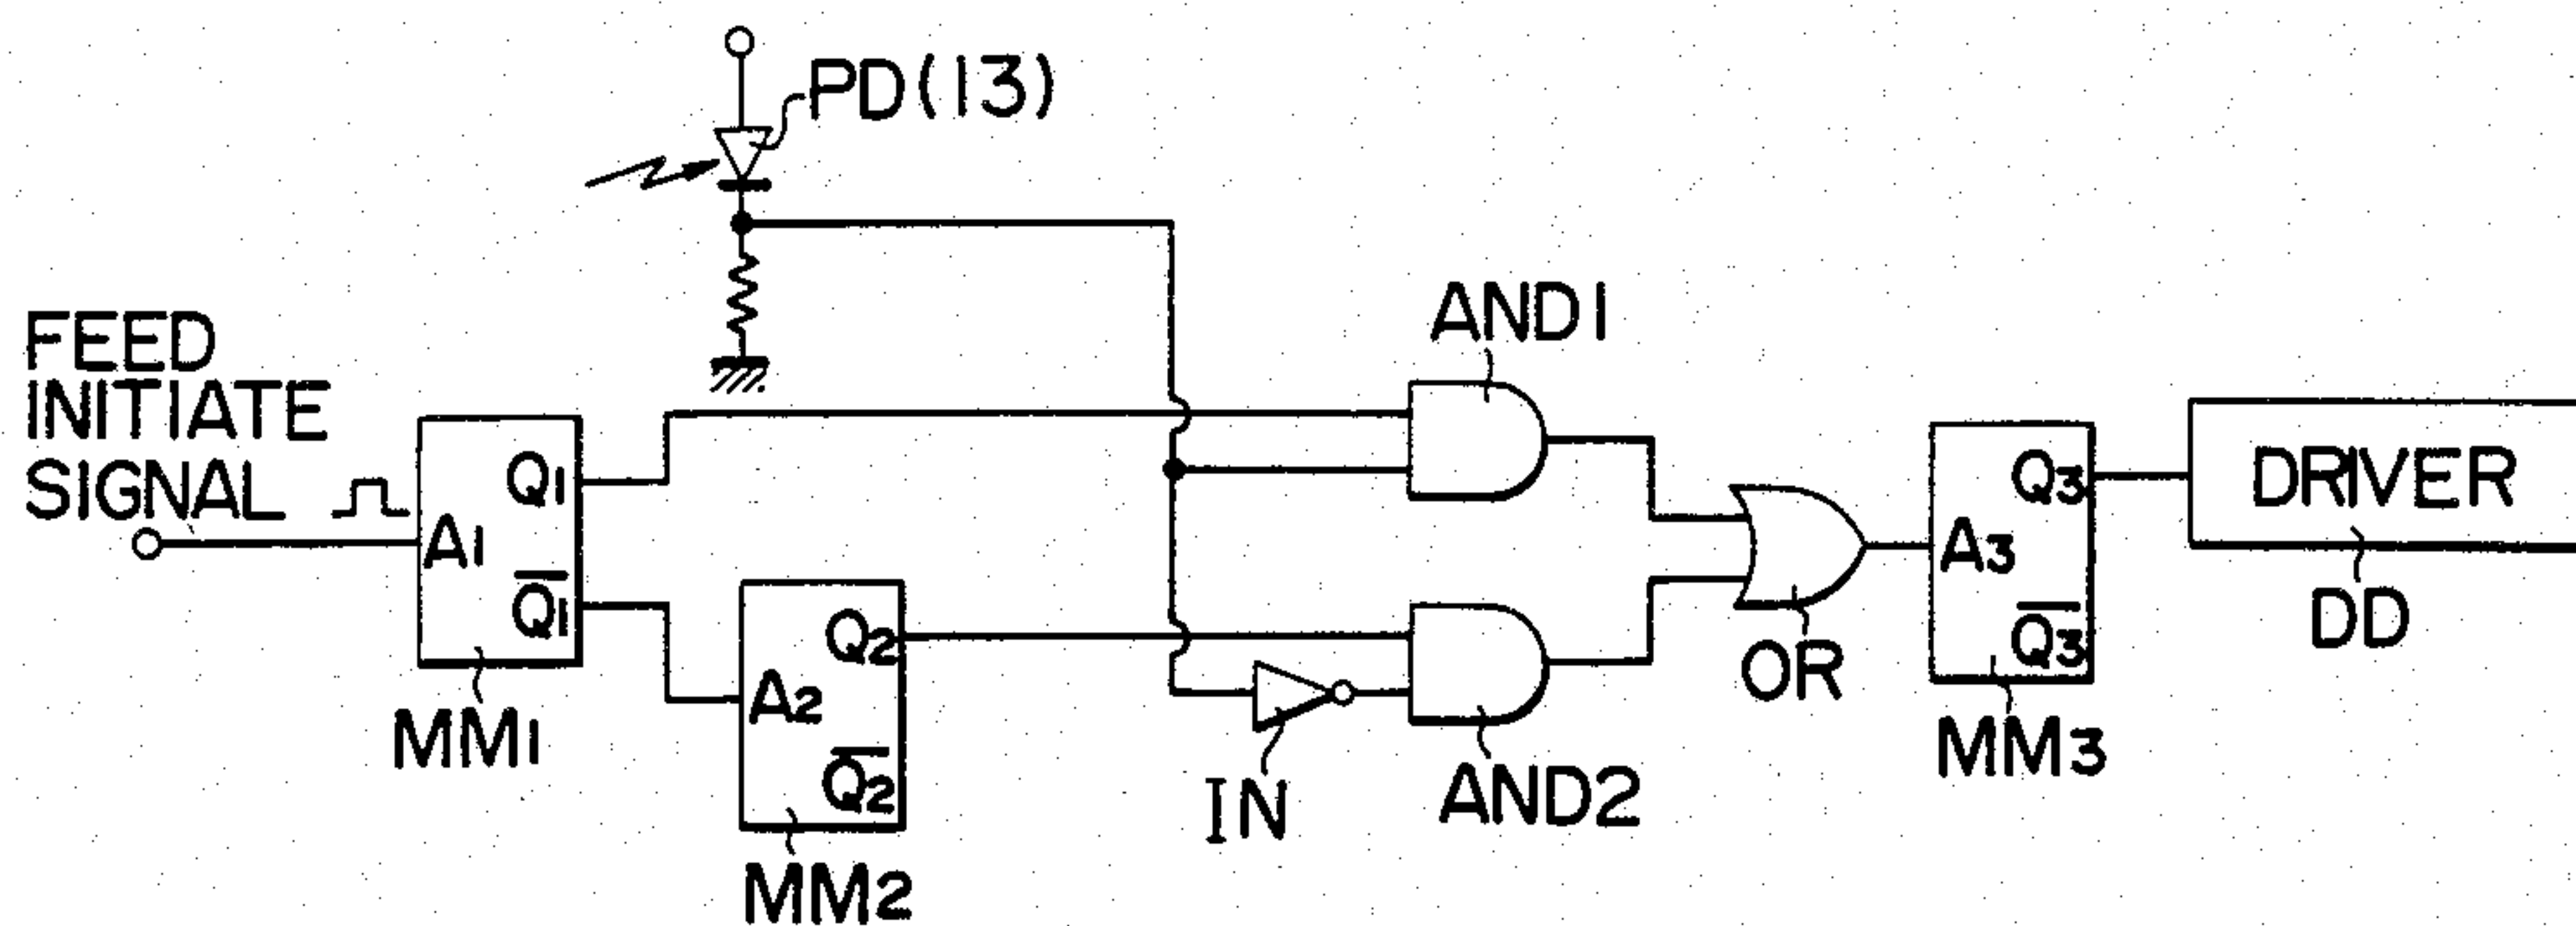 PD(13)
FEED
INITIATE
SIGNAL
A1
Q1
Q̅1
MM1
A2
Q2
Q̅2
MM2
AND1
IN
AND2
OR
A3
Q3
Q̅3
MM3
DRIVER
DD